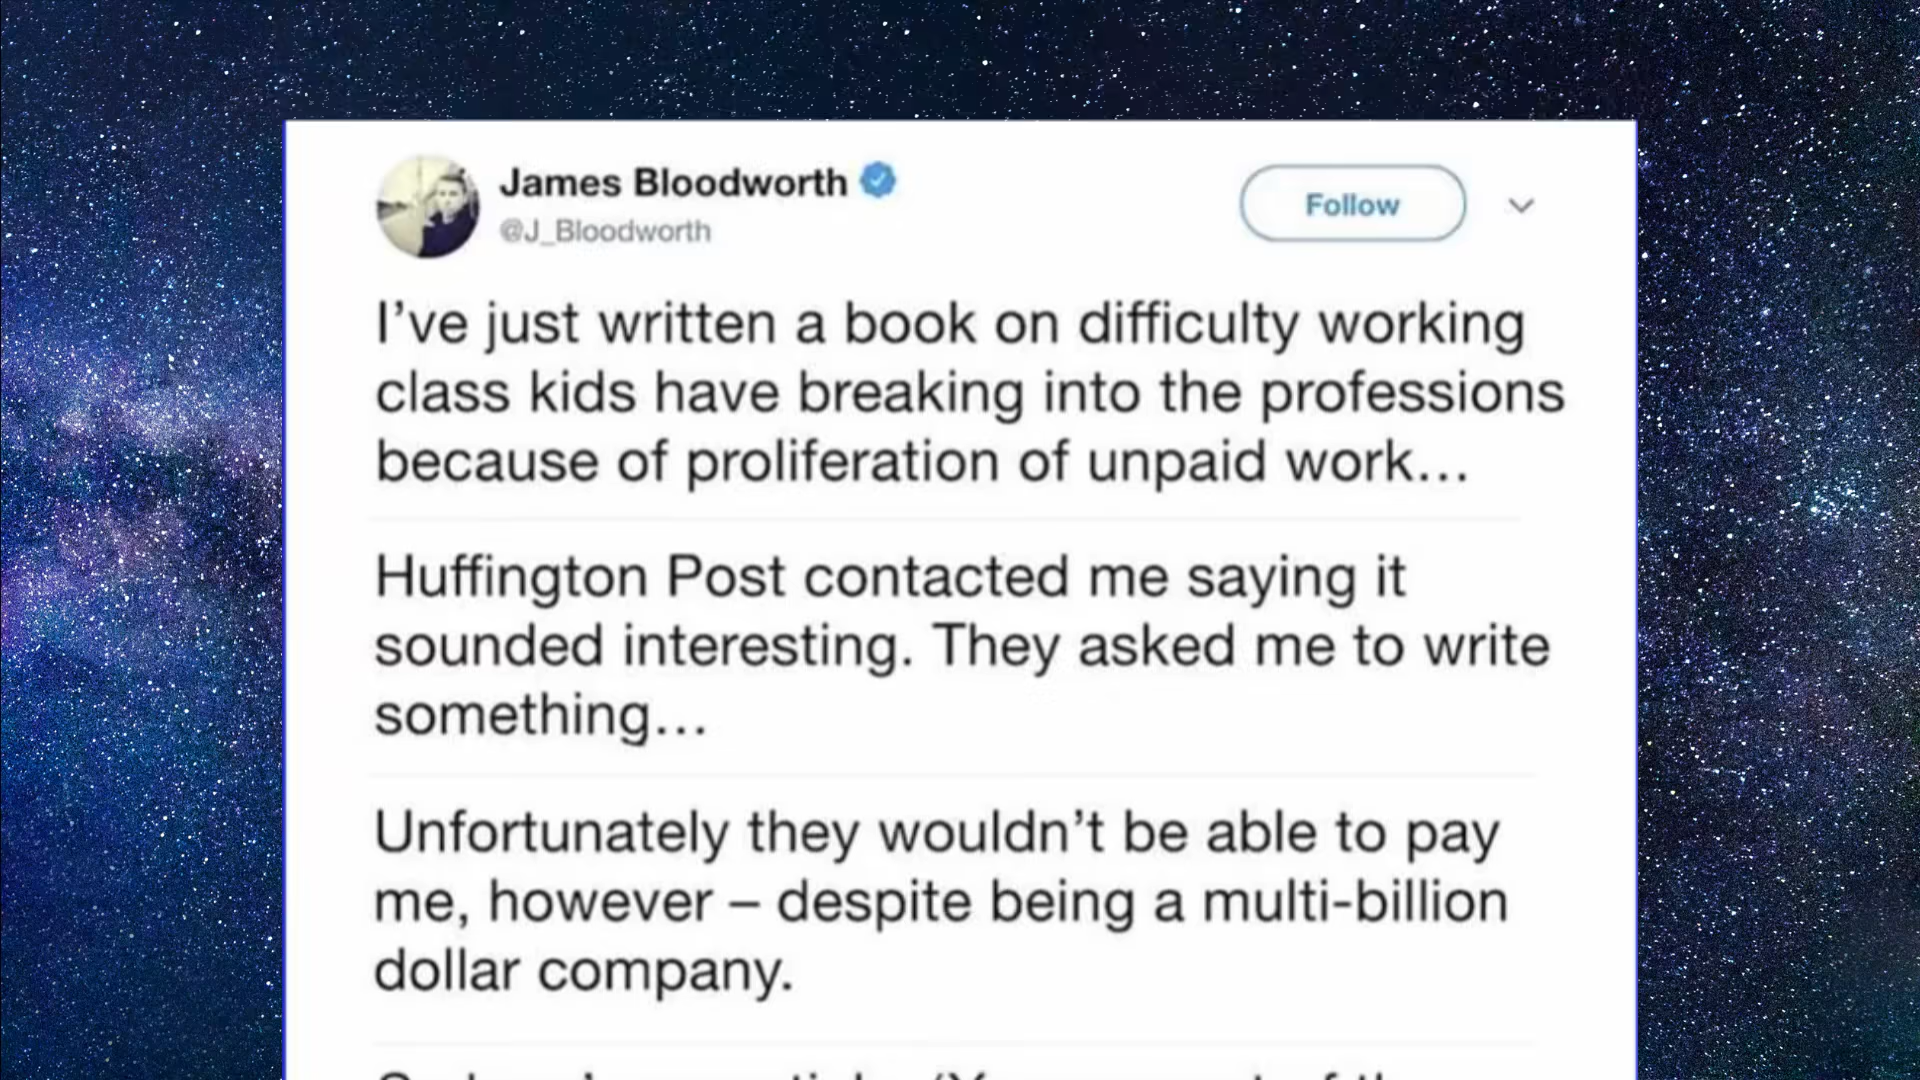 James Bloodworth
@J_Bloodworth
Follow
I've just written a book on difficulty working
class kids have breaking into the professions
because of proliferation of unpaid work...
Huffington Post contacted me saying it
sounded interesting. They asked me to write
something...
Unfortunately they wouldn't be able to pay
me, however – despite being a multi-billion
dollar company.